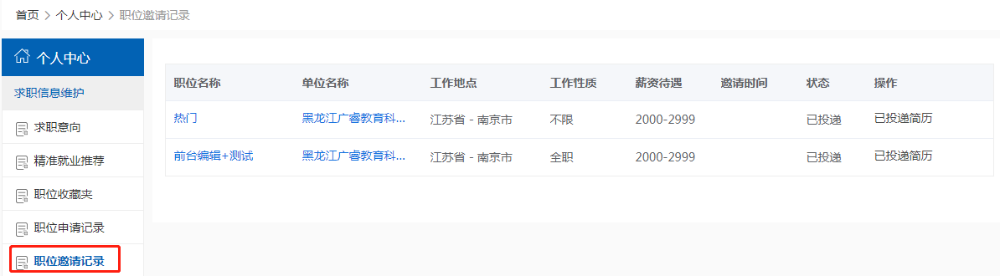 首页 > 个人中心 > 职位邀请记录
个人中心
求职信息维护
求职意向
精准就业推荐
职位收藏夹
职位申请记录
职位邀请记录
职位名称 单位名称 工作地点 工作性质 薪资待遇 邀请时间 状态 操作
热门 黑龙江广睿教育科... 江苏省 - 南京市 不限 2000-2999 已投递 已投递简历
前台编辑+测试 黑龙江广睿教育科... 江苏省 - 南京市 全职 2000-2999 已投递 已投递简历